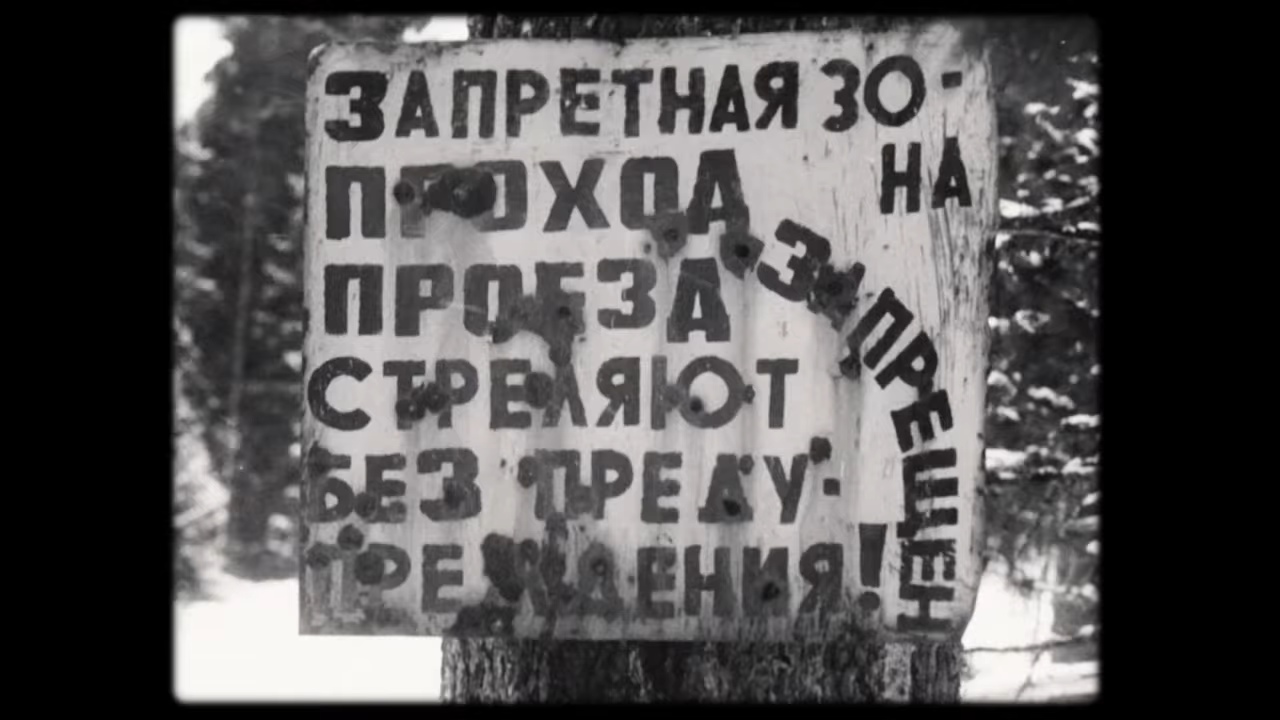 ЗАПРЕТНАЯ ЗО-
НА
ПРОХОД
ПРОЕЗД
ЗАПРЕЩЕН
СТРЕЛЯЮТ
БЕЗ ПРЕДУ-
ПРЕЖДЕНИЯ!